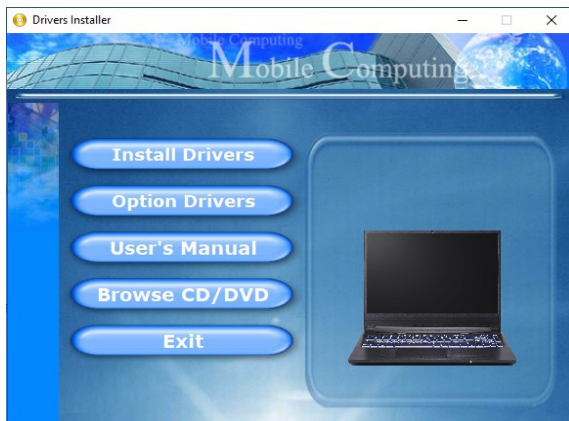 Drivers Installer
Mobile Computing
Mobile Computing
Install Drivers
Option Drivers
User's Manual
Browse CD/DVD
Exit